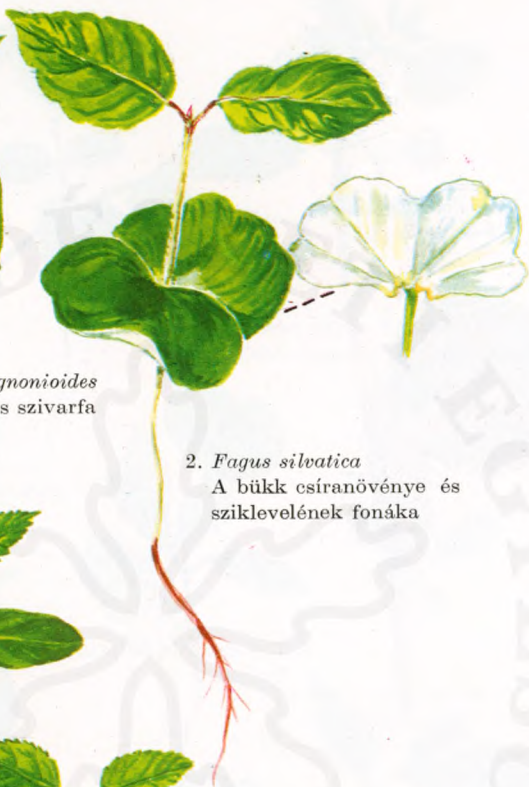 gnonioides
s szivarfa
2. Fagus silvatica
A bükk csíranövénye és
sziklevelének fonáka